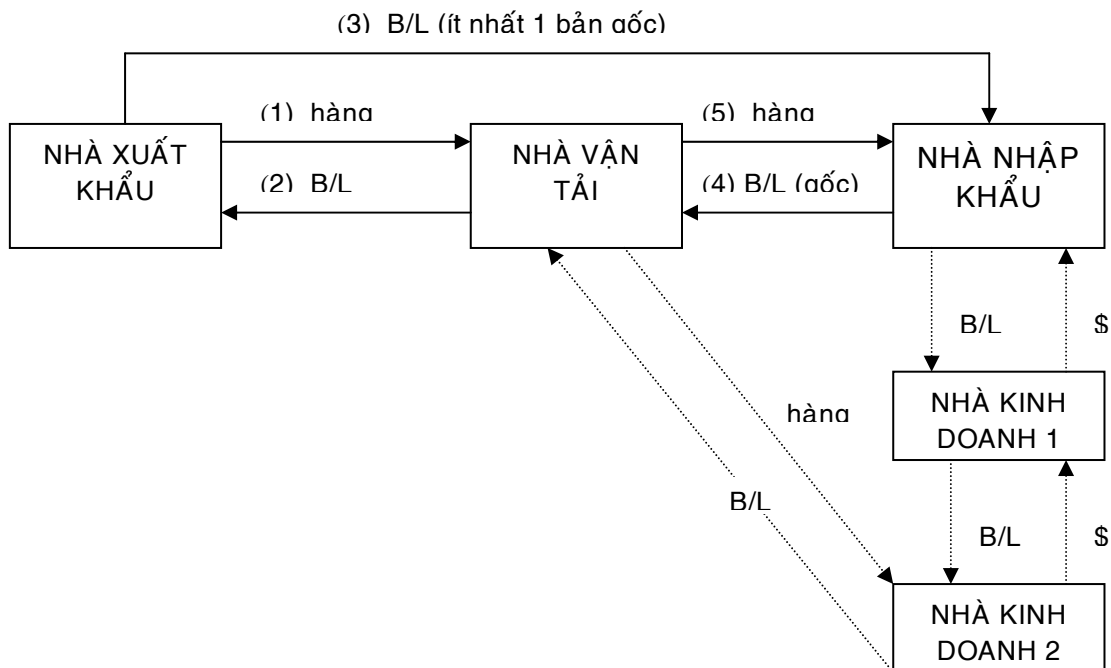 (3) B/L (ít nhất 1 bản gốc)
(1) hàng
(5) hàng
NHÀ XUẤT
KHẨU
NHÀ VẬN
TẢI
NHÀ NHẬP
KHẨU
(2) B/L
(4) B/L (gốc)
B/L
$
NHÀ KINH
DOANH 1
hàng
B/L
B/L
$
NHÀ KINH
DOANH 2